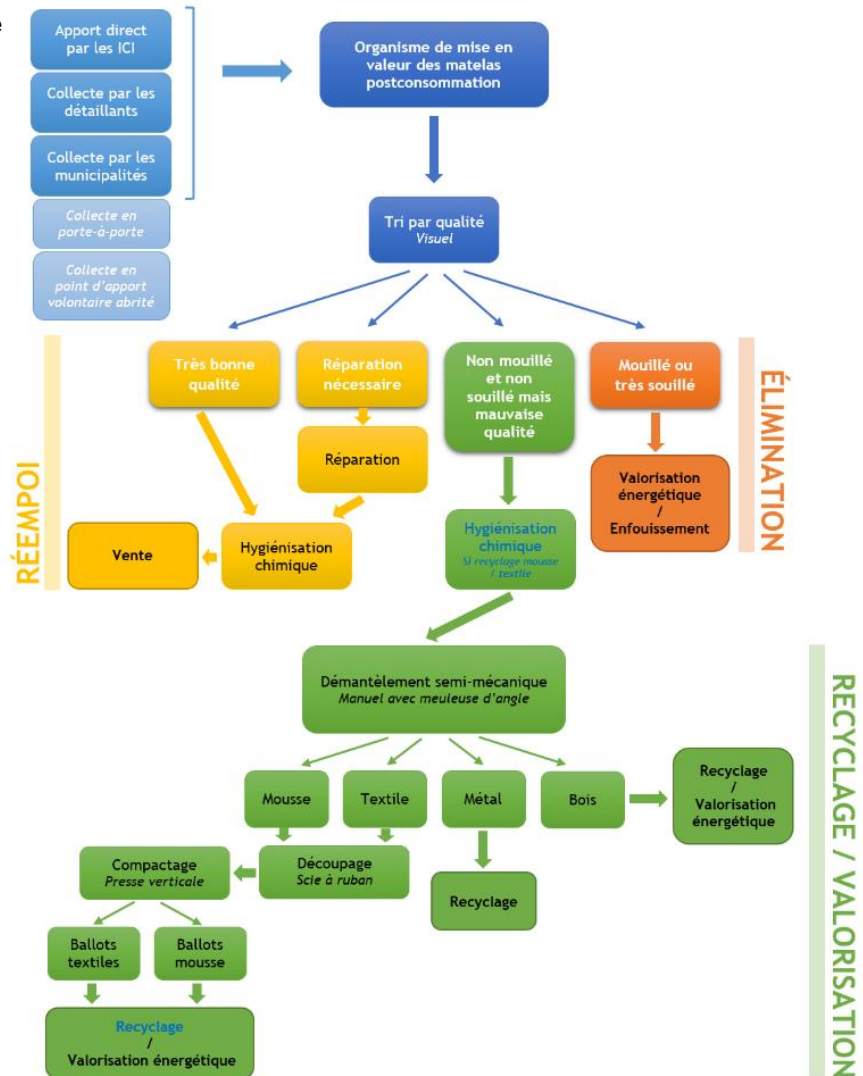 e
Apport direct
par les ICI
Collecte par les
détaillants
Collecte par les
municipalités
Collecte en
porte-à-porte
Collecte en
point d'apport
volontaire abrité
Organisme de mise en
valeur des matelas
postconsommation
Tri par qualité
Visuel
RÉEMPOI
Très bonne
qualité
Réparation
nécessaire
Non mouillé
et non
souillé mais
mauvaise
qualité
Mouillé ou
très souillé
ÉLIMINATION
Réparation
Valorisation
énergétique
/
Enfouissement
Vente
Hygiénisation
chimique
Hygiénisation
chimique
Si recyclage mousse
/ textile
Démantèlement semi-mécanique
Manuel avec meuleuse d'angle
RECYCLAGE / VALORISATION
Mousse
Textile
Métal
Bois
Recyclage
/
Valorisation
énergétique
Compactage
Presse verticale
Découpage
Scie à ruban
Recyclage
Ballots
textiles
Ballots
mousse
Recyclage
/
Valorisation énergétique